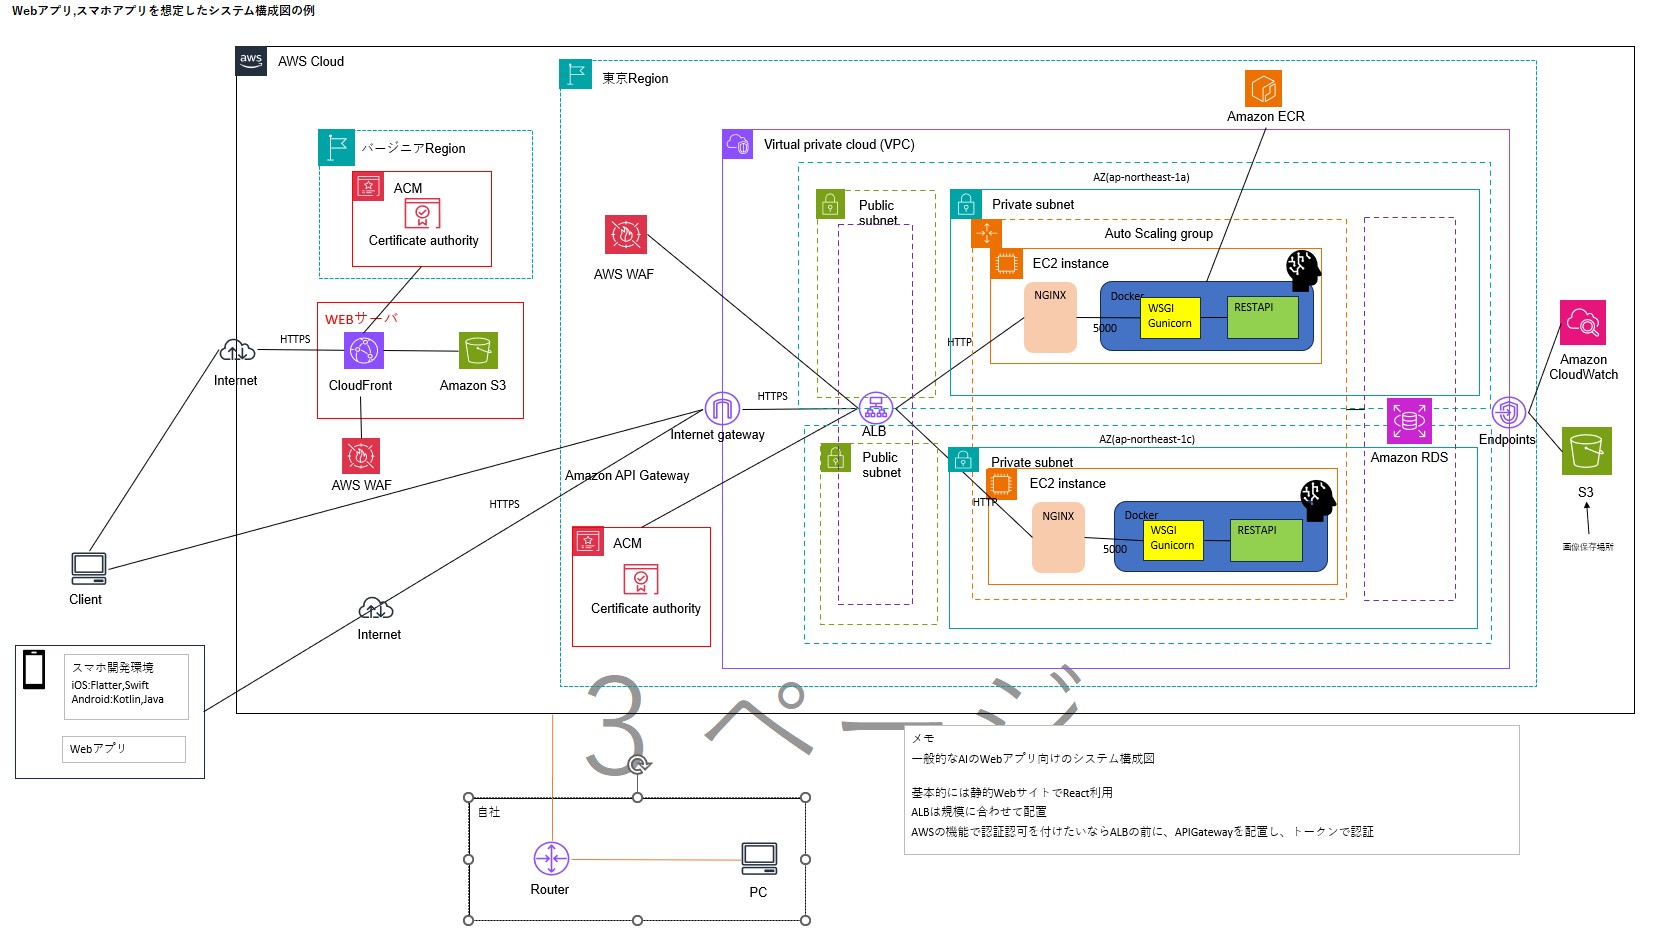 Webアプリ,スマホアプリを想定したシステム構成図の例
aws
AWS Cloud
東京Region
Amazon ECR
バージニアRegion
ACM
Certificate authority
Virtual private cloud (VPC)
AZ(ap-northeast-1a)
Public
subnet
Private subnet
Auto Scaling group
EC2 instance
NGINX
Docker
WSGI
Gunicorn
RESTAPI
5000
AWS WAF
WEBサーバ
HTTPS
Internet
CloudFront
Amazon S3
AWS WAF
HTTP
HTTPS
Internet gateway
ALB
Amazon API Gateway
HTTPS
Amazon RDS
Endpoints
Amazon
CloudWatch
S3
画像保存場所
AZ(ap-northeast-1c)
Public
subnet
Private subnet
EC2 instance
HTTP
NGINX
Docker
WSGI
Gunicorn
RESTAPI
5000
ACM
Certificate authority
Client
Internet
スマホ開発環境
iOS:Flatter,Swift
Android:Kotlin,Java
Webアプリ
3 ページ
自社
Router
PC
メモ
一般的なAIのWebアプリ向けのシステム構成図
基本的には静的WebサイトでReact利用
ALBは規模に合わせて配置
AWSの機能で認証認可を付けたいならALBの前に、APIGatewayを配置し、トークンで認証